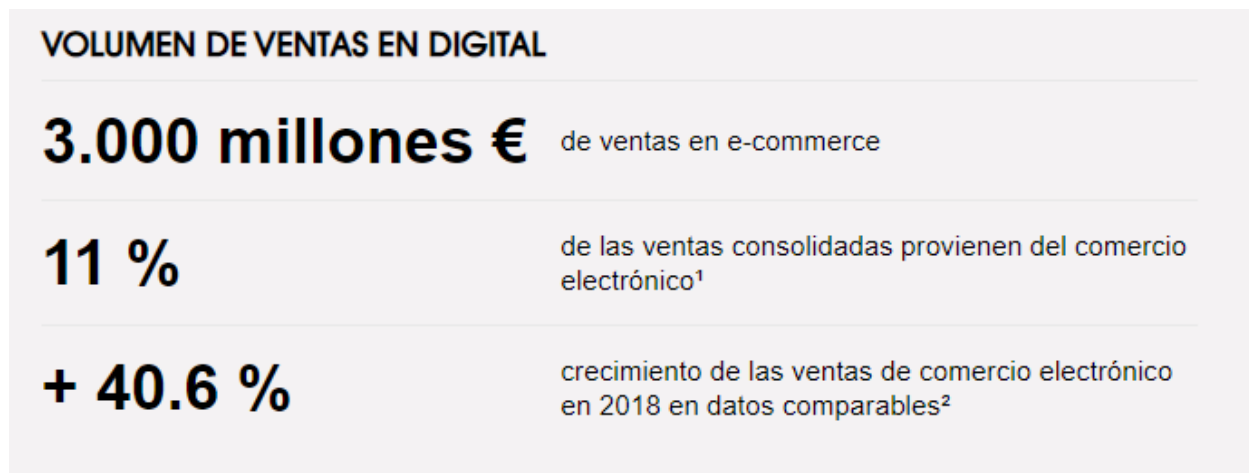 VOLUMEN DE VENTAS EN DIGITAL
3.000 millones €
de ventas en e-commerce
11 %
de las ventas consolidadas provienen del comercio
electrónico¹
+ 40.6 %
crecimiento de las ventas de comercio electrónico
en 2018 en datos comparables²